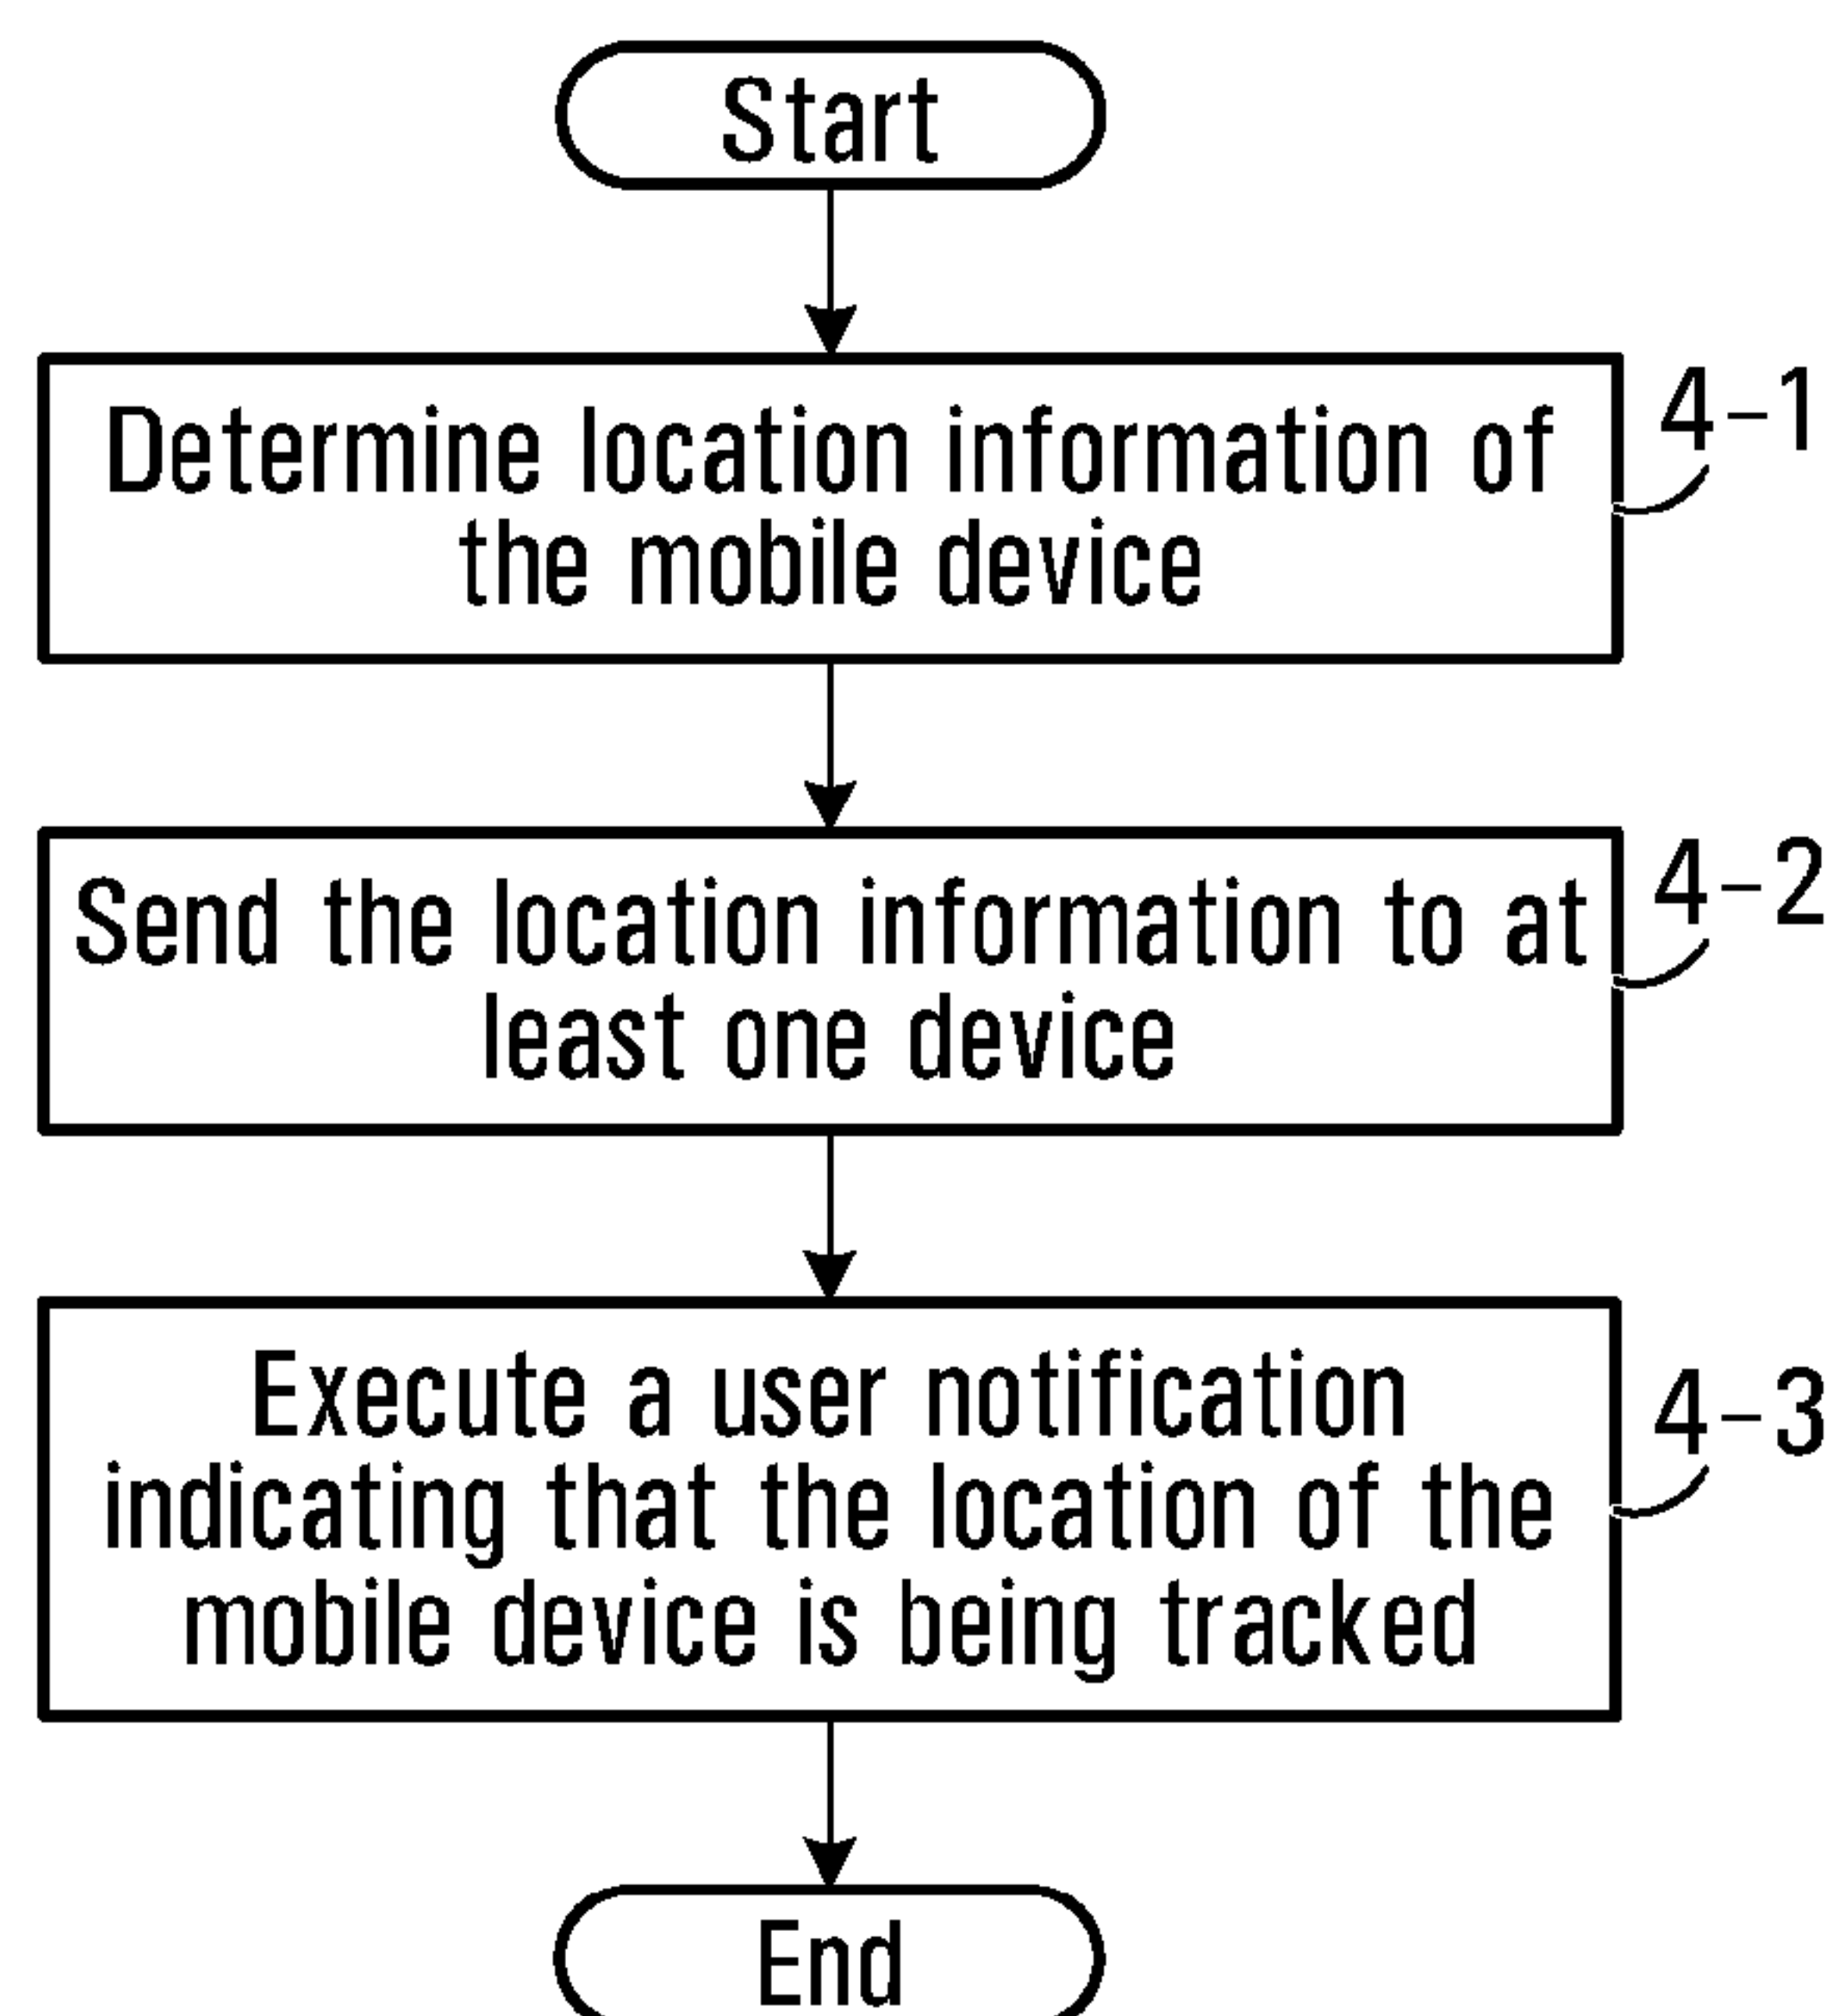 Start
Determine location information of
the mobile device
4-1
Send the location information to at
least one device
4-2
Execute a user notification
indicating that the location of the
mobile device is being tracked
4-3
End